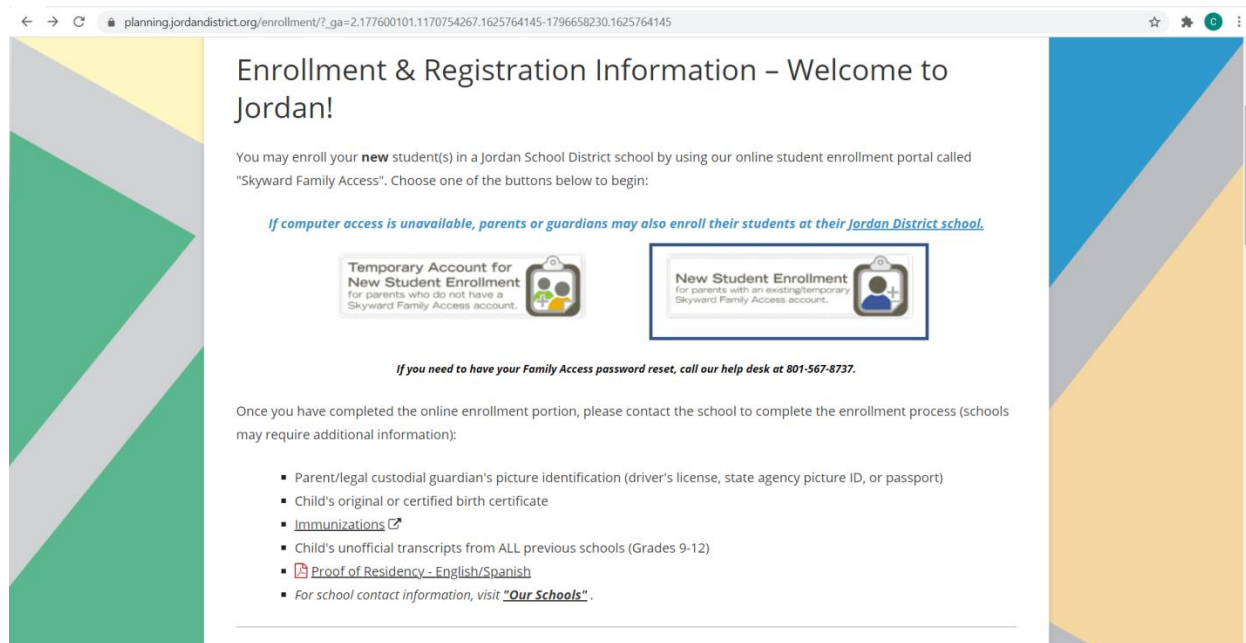 planning.jordandistrict.org/enrollment/?_ga=2.177600101.1170754267.1625764145-1796658230.1625764145
C
Enrollment & Registration Information – Welcome to
Jordan!
You may enroll your new student(s) in a Jordan School District school by using our online student enrollment portal called
"Skyward Family Access". Choose one of the buttons below to begin:
If computer access is unavailable, parents or guardians may also enroll their students at their Jordan District school.
Temporary Account for
New Student Enrollment
for parents who do not have a
Skyward Family Access account.
New Student Enrollment
for parents with an existing/temporary
Skyward Family Access account.
If you need to have your Family Access password reset, call our help desk at 801-567-8737.
Once you have completed the online enrollment portion, please contact the school to complete the enrollment process (schools
may require additional information):
▪ Parent/legal custodial guardian's picture identification (driver's license, state agency picture ID, or passport)
▪ Child's original or certified birth certificate
▪ Immunizations
▪ Child's unofficial transcripts from ALL previous schools (Grades 9-12)
▪ Proof of Residency - English/Spanish
▪ For school contact information, visit "Our Schools" .